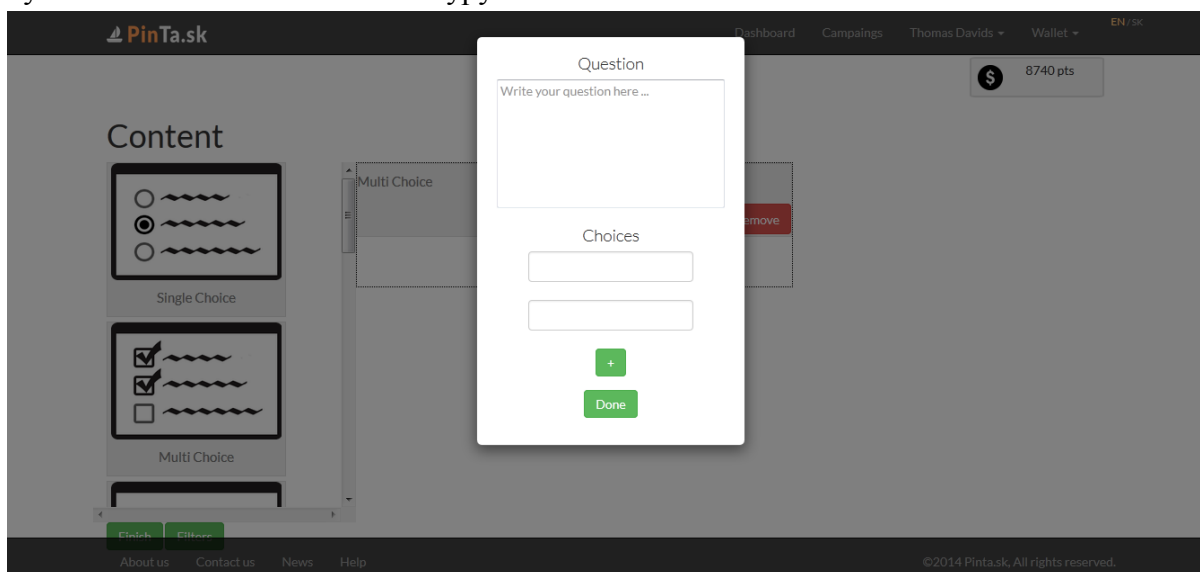 PinTa.sk
Dashboard Campaings Thomas Davids Wallet
EN / SK
8740 pts
Content
Single Choice
Multi Choice
Multi Choice
emove
Question
Write your question here ...
Choices
+
Done
Finish Filters
About us Contact us News Help
©2014 Pinta.sk, All rights reserved.